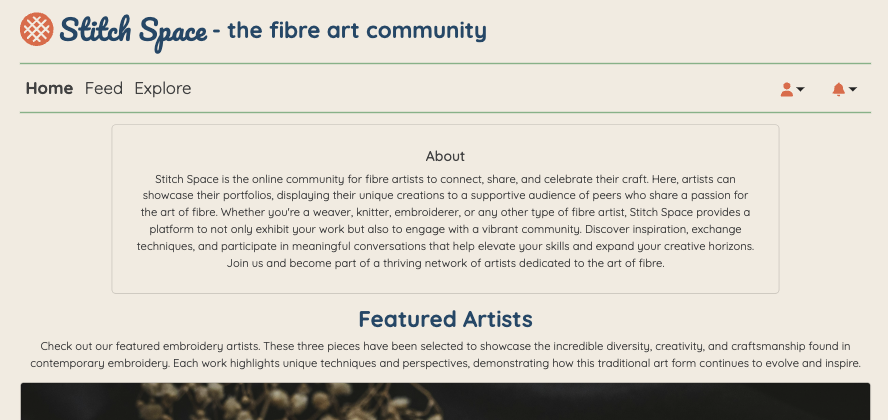 Stitch Space - the fibre art community
Home Feed Explore
About
Stitch Space is the online community for fibre artists to connect, share, and celebrate their craft. Here, artists can
showcase their portfolios, displaying their unique creations to a supportive audience of peers who share a passion for
the art of fibre. Whether you're a weaver, knitter, embroiderer, or any other type of fibre artist, Stitch Space provides a
platform to not only exhibit your work but also to engage with a vibrant community. Discover inspiration, exchange
techniques, and participate in meaningful conversations that help elevate your skills and expand your creative horizons.
Join us and become part of a thriving network of artists dedicated to the art of fibre.
Featured Artists
Check out our featured embroidery artists. These three pieces have been selected to showcase the incredible diversity, creativity, and craftsmanship found in
contemporary embroidery. Each work highlights unique techniques and perspectives, demonstrating how this traditional art form continues to evolve and inspire.